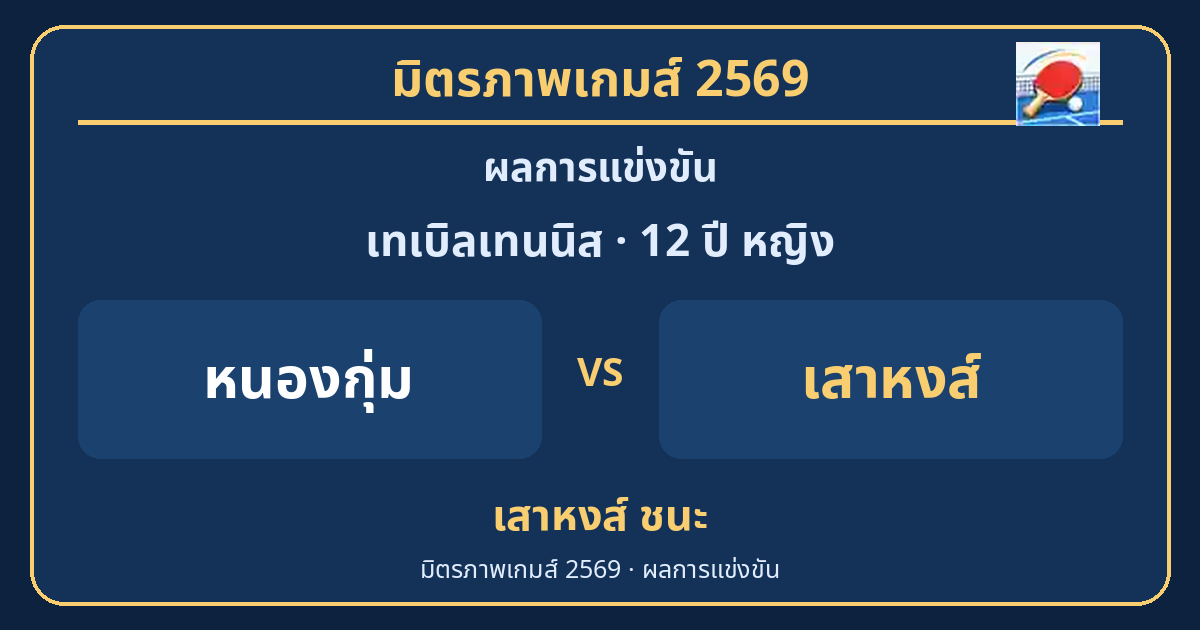 มิตรภาพเกมส์ 2569
ผลการแข่งขัน
เทเบิลเทนนิส · 12 ปี หญิง
หนองกุ่ม
VS
เสาหงส์
เสาหงส์ ชนะ
มิตรภาพเกมส์ 2569 · ผลการแข่งขัน